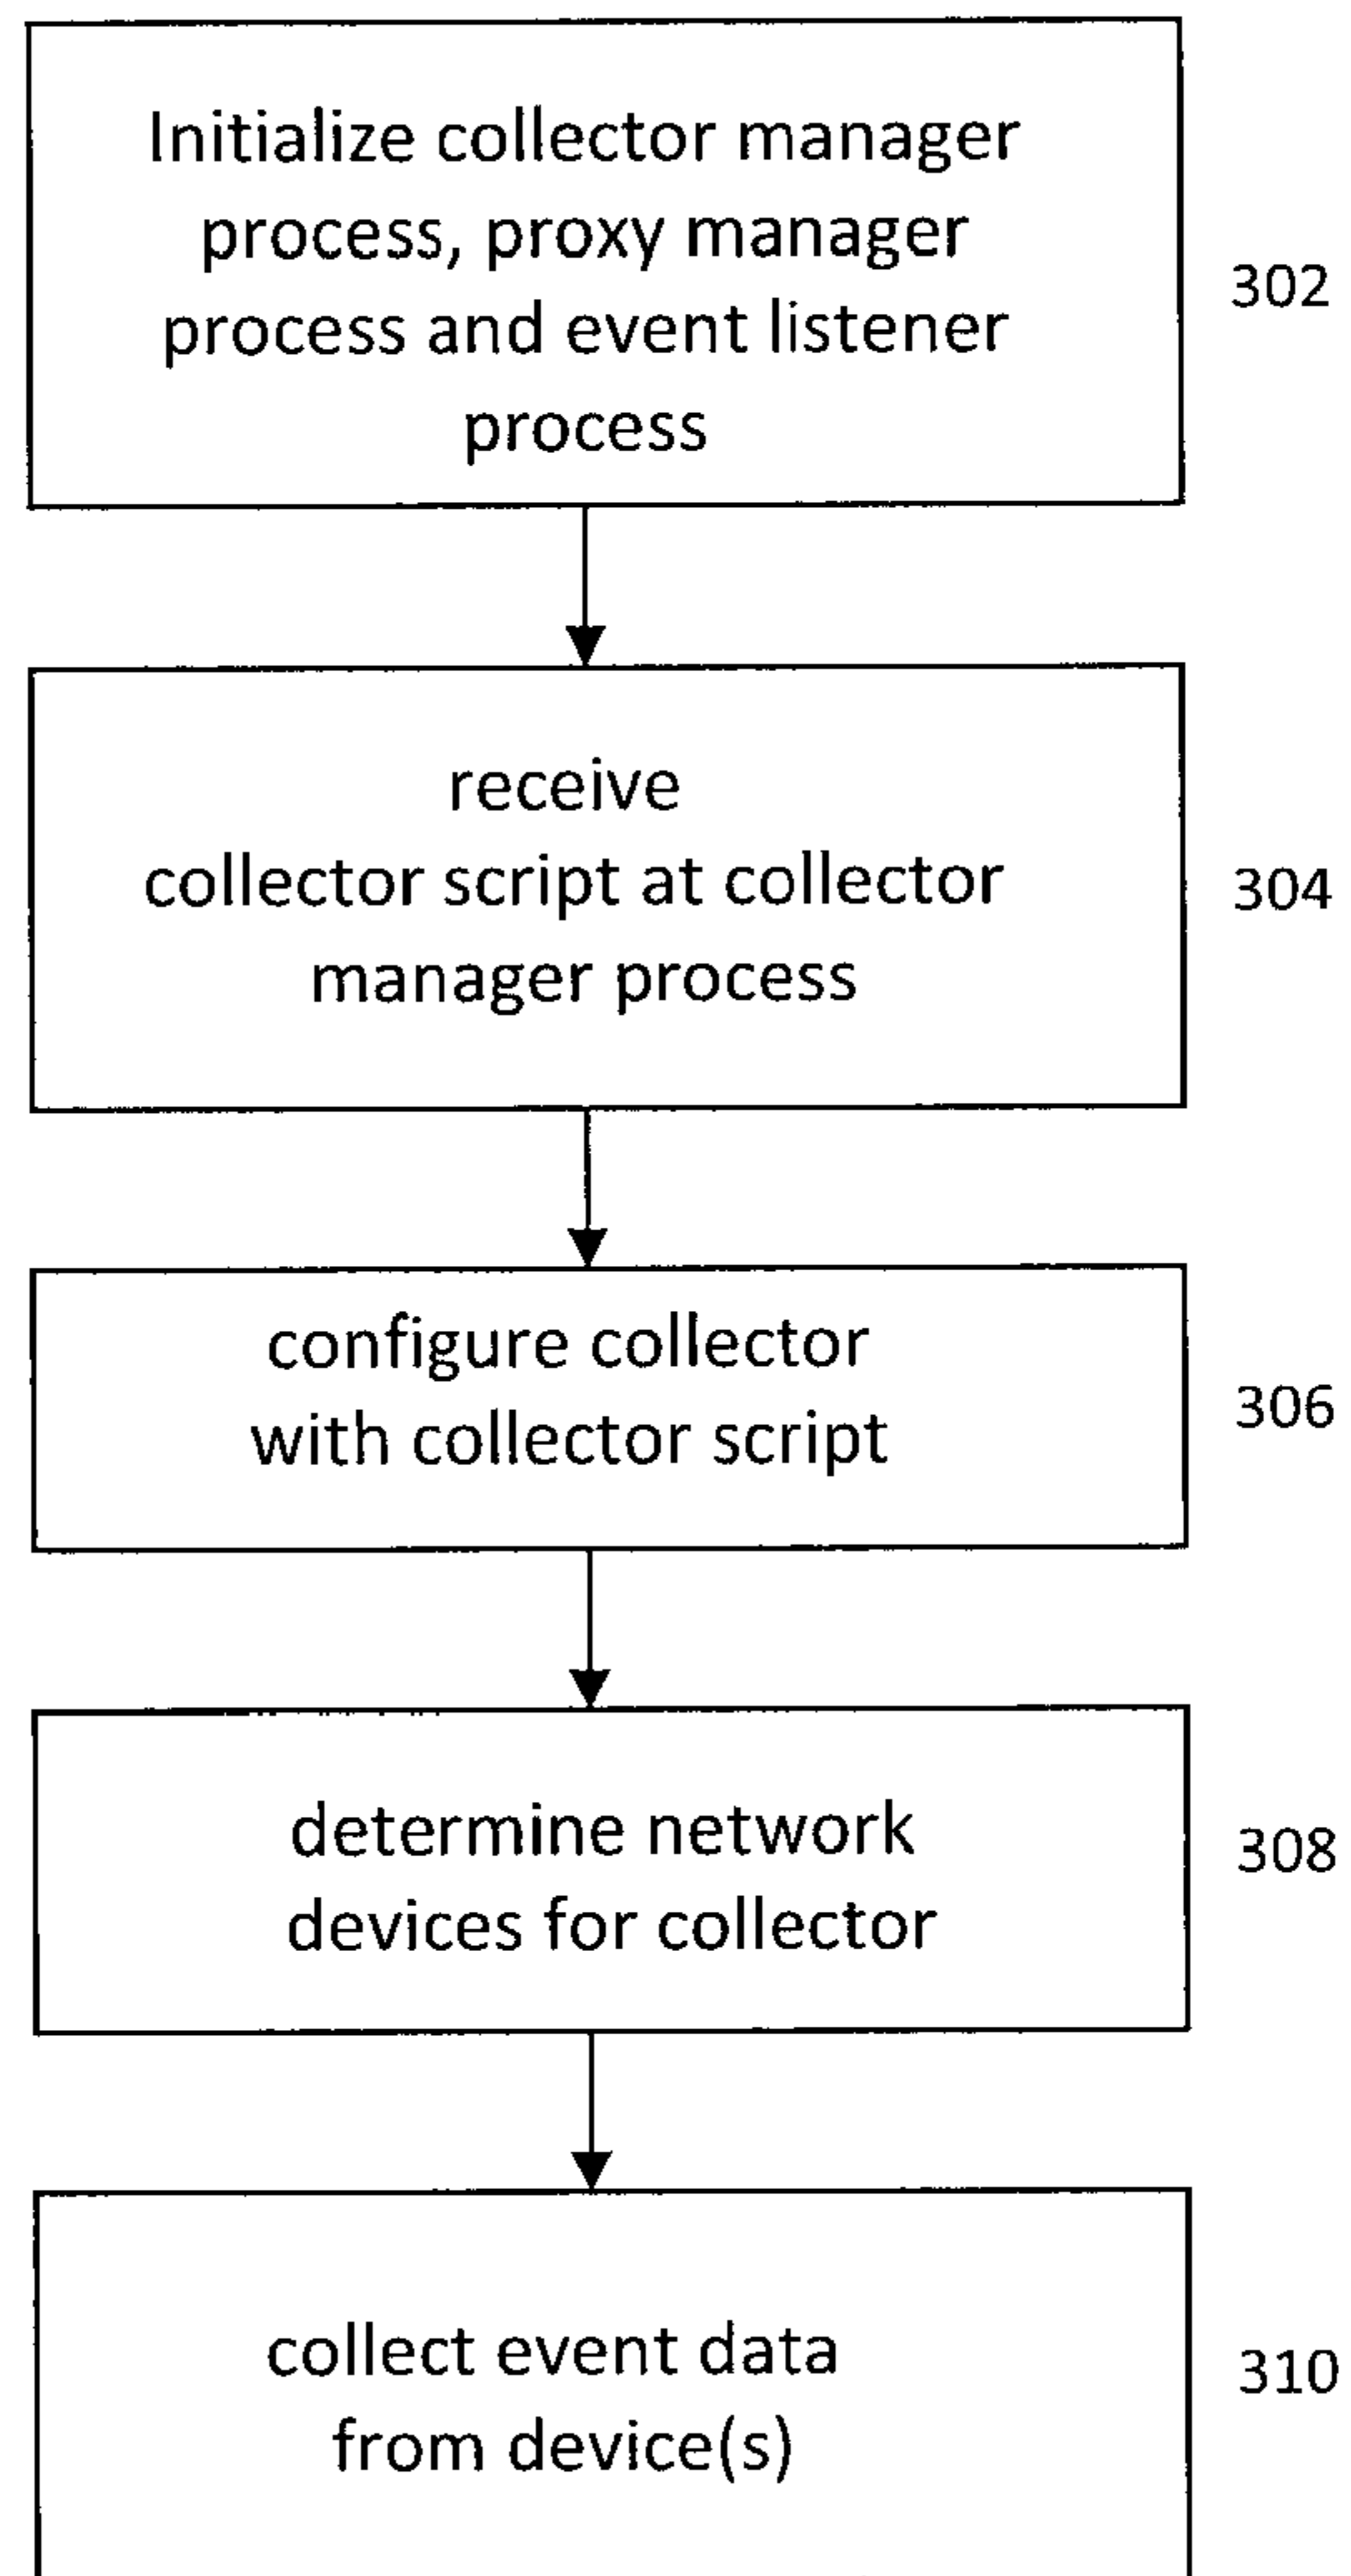 Initialize collector manager
process, proxy manager
process and event listener
process
302
receive
collector script at collector
manager process
304
configure collector
with collector script
306
determine network
devices for collector
308
collect event data
from device(s)
310